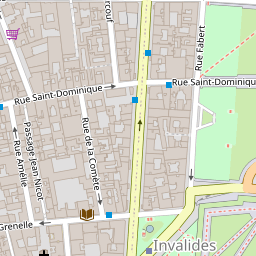 couf
Rue Fabert
Rue Saint-Dominique
Rue Saint-Dominique
Passage Jean Nicot
Rue Amélie
Rue de la Comète
Grenelle
Invalides